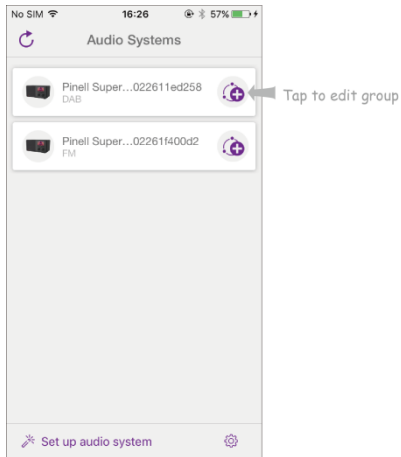 No SIM 16:26 57%
Audio Systems
Pinell Super...022611ed258
DAB
Tap to edit group
Pinell Super...02261f400d2
FM
Set up audio system